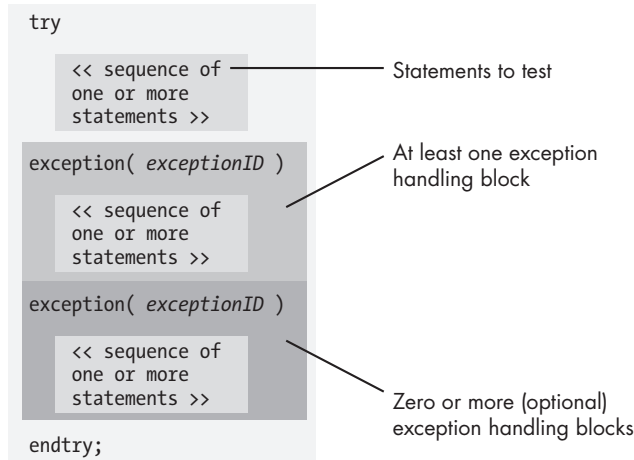 try
<< sequence of
one or more
statements >>
Statements to test
exception( exceptionID )
At least one exception
handling block
<< sequence of
one or more
statements >>
exception( exceptionID )
<< sequence of
one or more
statements >>
Zero or more (optional)
exception handling blocks
endtry;